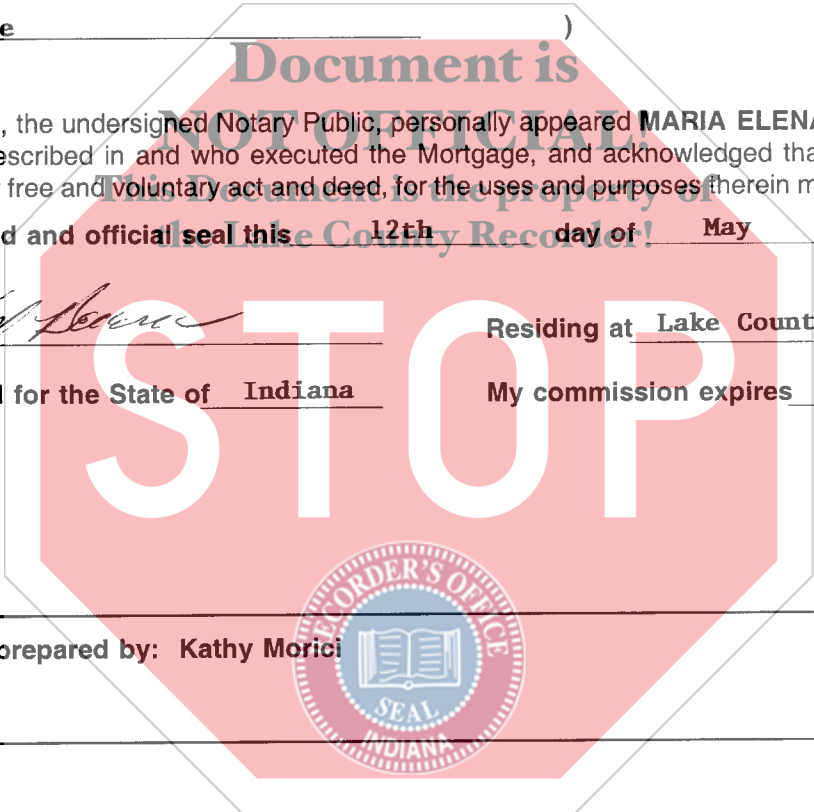 e )
Document is
NOT OFFICIAL!
, the undersigned Notary Public, personally appeared MARIA ELENA
escribed in and who executed the Mortgage, and acknowledged tha
free and voluntary act and deed, for the uses and purposes therein m
This Document is the property of
the Lake County Recorder!
d and official seal this 12th day of May
Residing at Lake Count
for the State of Indiana My commission expires
STOP
prepared by: Kathy Morici
RECORDER'S OFFICE
SEAL
INDIANA